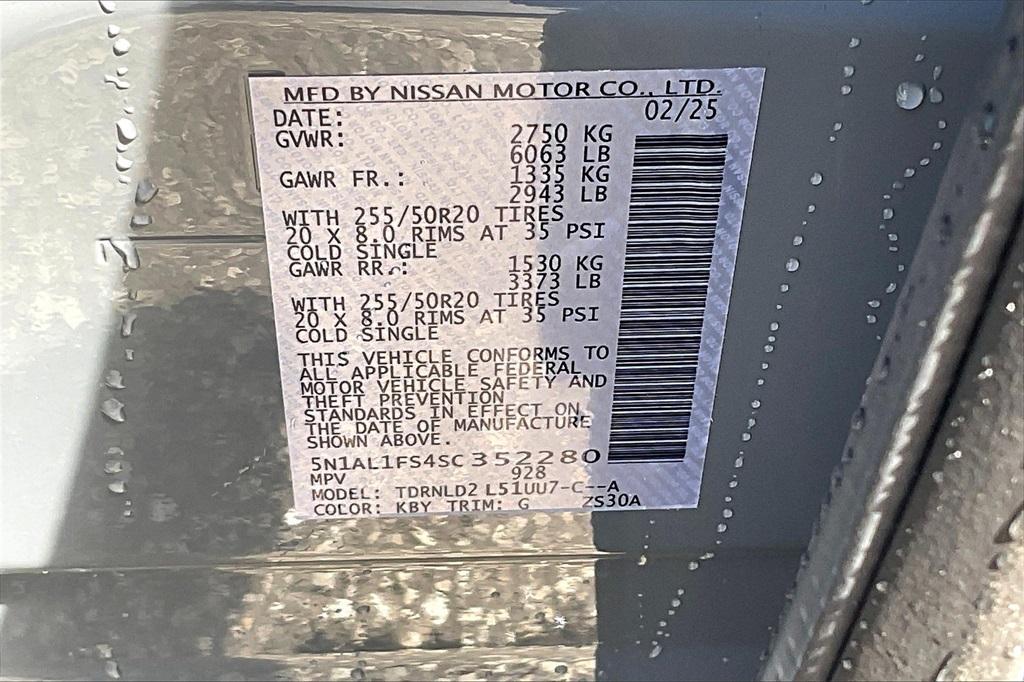 MFD BY NISSAN MOTOR CO., LTD.
DATE: 02/25
GVWR: 2750 KG
6063 LB
GAWR FR.: 1335 KG
2943 LB
WITH 255/50R20 TIRES
20 X 8.0 RIMS AT 35 PSI
COLD SINGLE
GAWR RR.: 1530 KG
3373 LB
WITH 255/50R20 TIRES
20 X 8.0 RIMS AT 35 PSI
COLD SINGLE
THIS VEHICLE CONFORMS TO
ALL APPLICABLE FEDERAL
MOTOR VEHICLE SAFETY AND
THEFT PREVENTION
STANDARDS IN EFFECT ON
THE DATE OF MANUFACTURE
SHOWN ABOVE.
5N1AL1FS4SC352280
MPV 928
MODEL: TDRNLD2 L51UU7-C--A
COLOR: KBY TRIM: G ZS30A